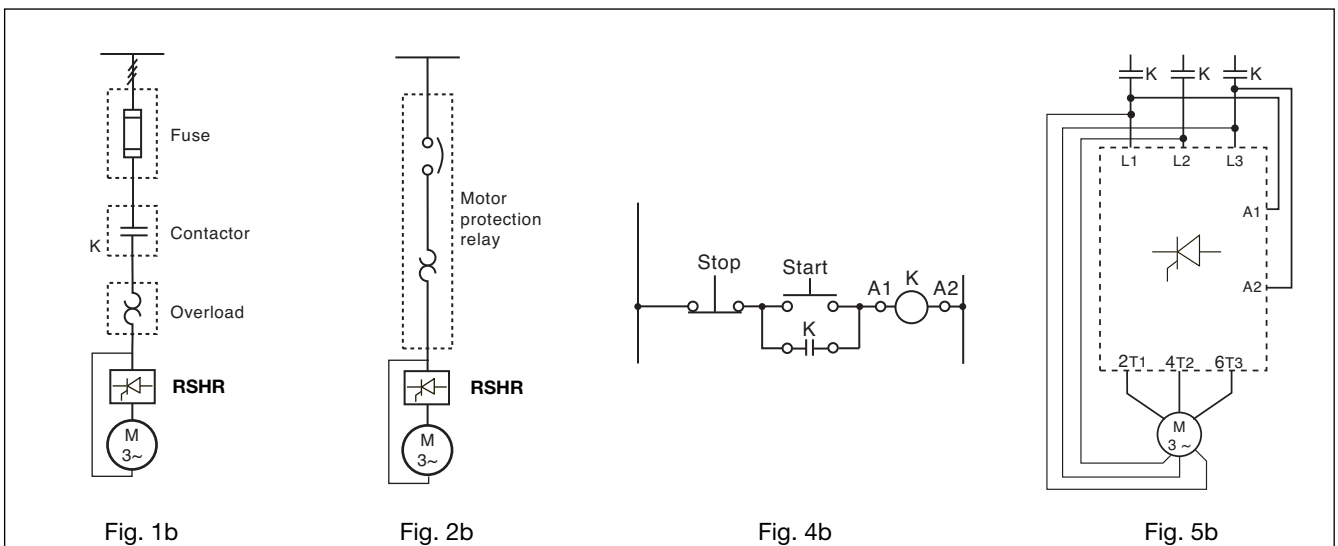 Fuse
K
Contactor
Overload
RSHR
M
3~
Fig. 1b
Motor
protection
relay
RSHR
M
3~
Fig. 2b
Stop
Start
A1
K
A2
K
Fig. 4b
K
K
K
L1
L2
L3
A1
A2
2T1
4T2
6T3
M
3 ~
Fig. 5b